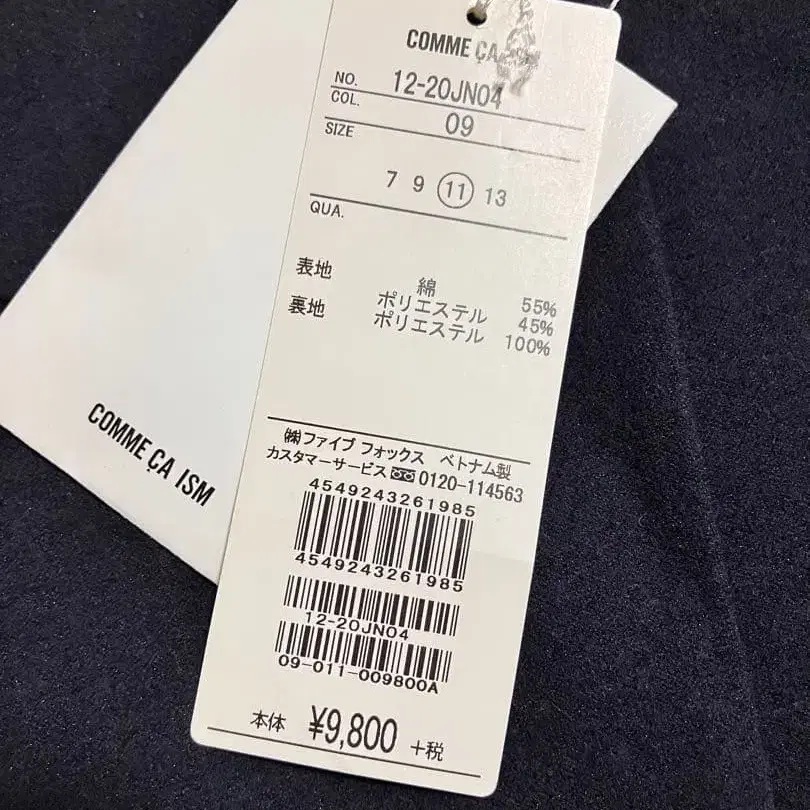 COMME ÇA
NO. 12-20JN04
COL. 09
SIZE
7 9 11 13
QUA.
表地 綿 55%
ポリエステル 45%
裏地 ポリエステル 100%
㈱ファイブ フォックス ベトナム製
カスタマーサービス 0120-114563
4549243261985
4549243261985
12-20JN04
09-011-009800A
本体 ¥9,800 +税
COMME ÇA ISM